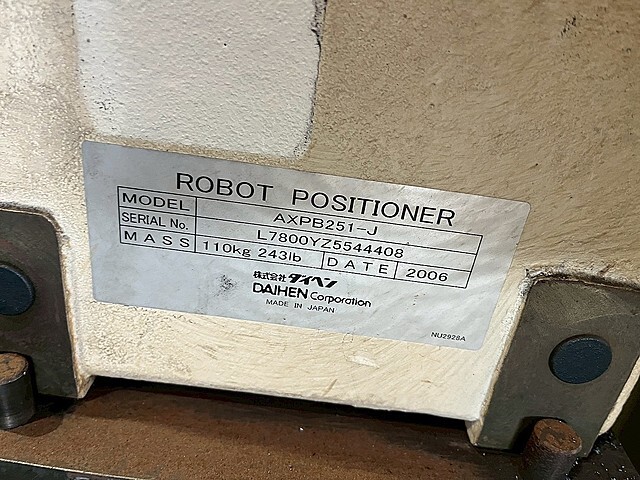 ROBOT POSITIONER
MODEL AXPB251-J
SERIAL No. L7800YZ5544408
MASS 110kg 243lb DATE 2006
株式会社ダイヘン
DAIHEN Corporation
MADE IN JAPAN
NU2928A